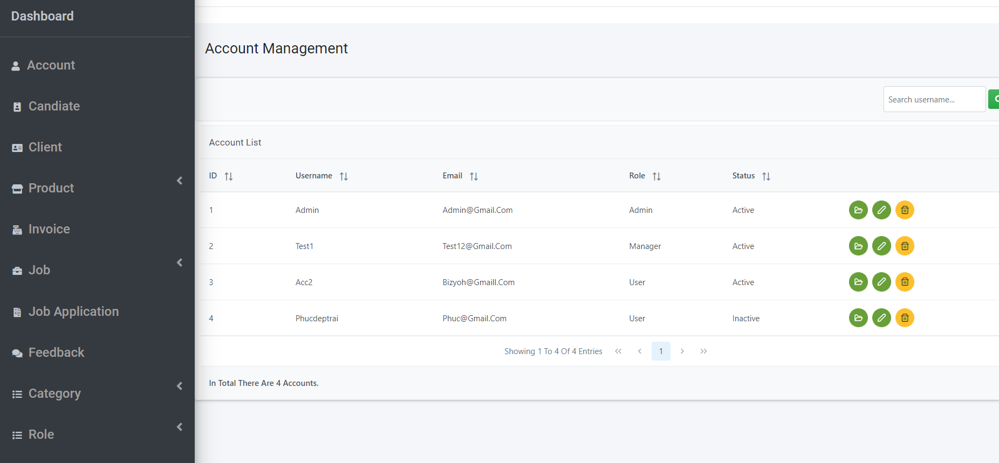 Dashboard
Account
Candiate
Client
Product
Invoice
Job
Job Application
Feedback
Category
Role
Account Management
Search username...
Account List
ID Username Email Role Status
1 Admin Admin@Gmail.Com Admin Active
2 Test1 Test12@Gmail.Com Manager Active
3 Acc2 Bizyoh@Gmaill.Com User Active
4 Phucdeptrai Phuc@Gmail.Com User Inactive
Showing 1 To 4 Of 4 Entries « ‹ 1 › »
In Total There Are 4 Accounts.